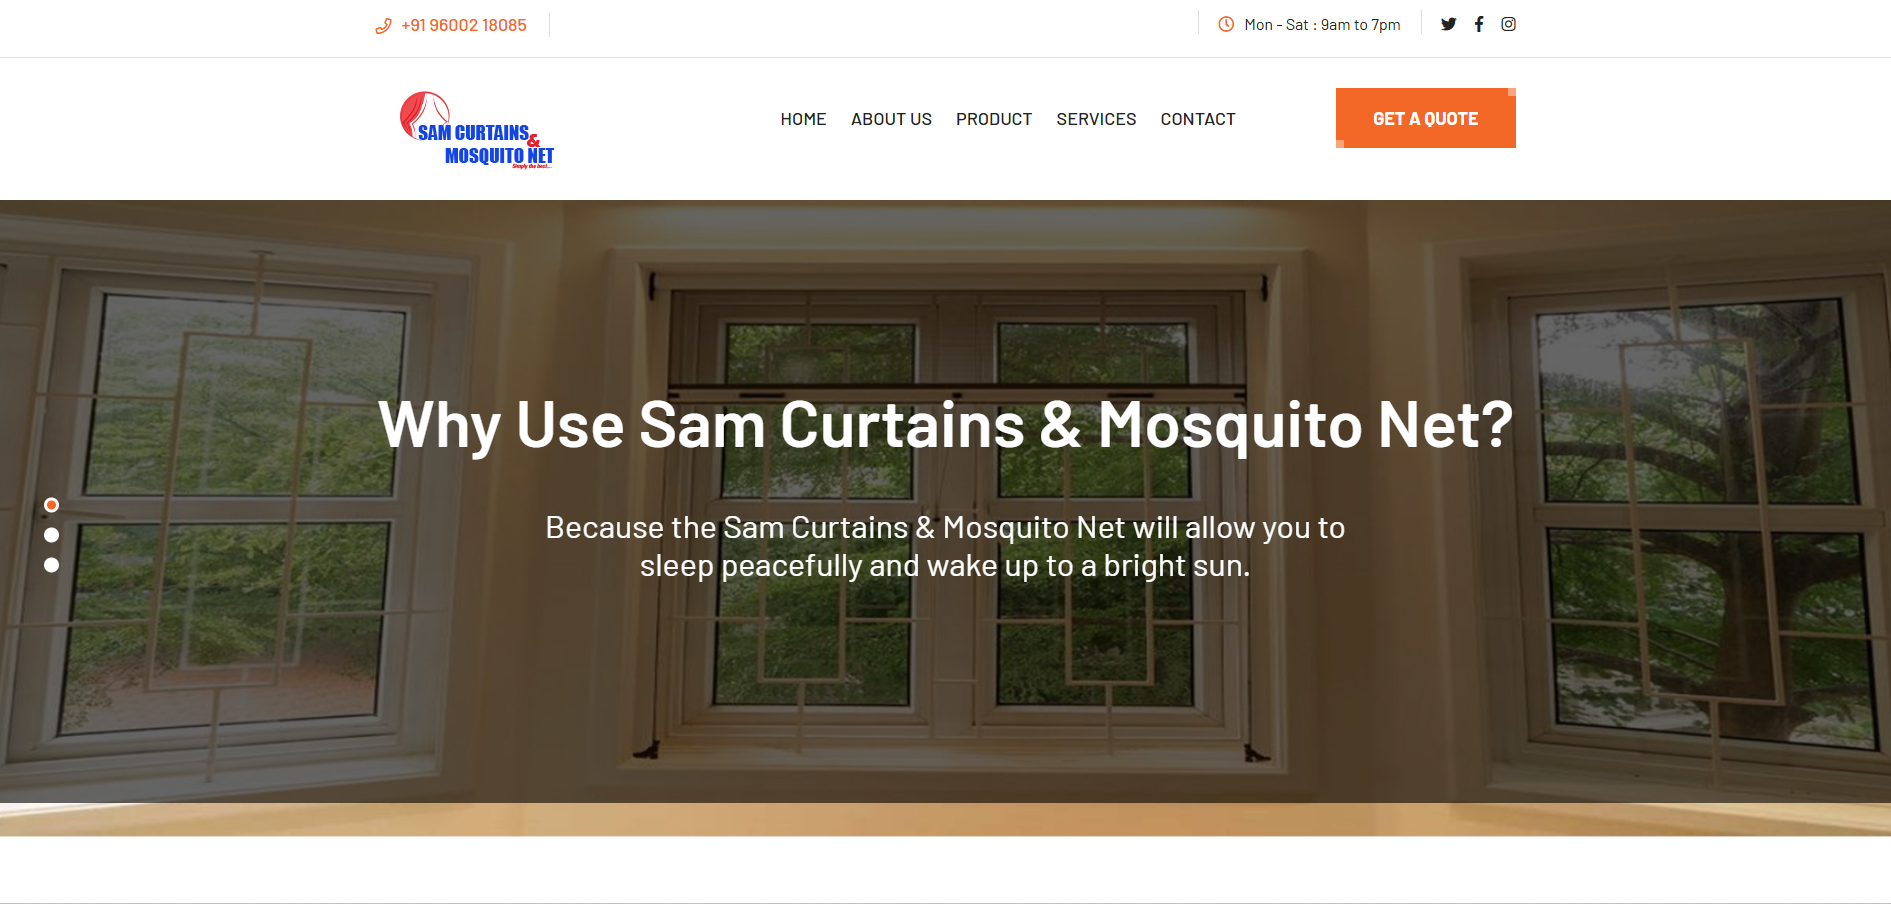 +91 96002 18085
Mon - Sat : 9am to 7pm
SAM CURTAINS
&
MOSQUITO NET
Simply the best...
HOME ABOUT US PRODUCT SERVICES CONTACT
GET A QUOTE
Why Use Sam Curtains & Mosquito Net?
Because the Sam Curtains & Mosquito Net will allow you to
sleep peacefully and wake up to a bright sun.